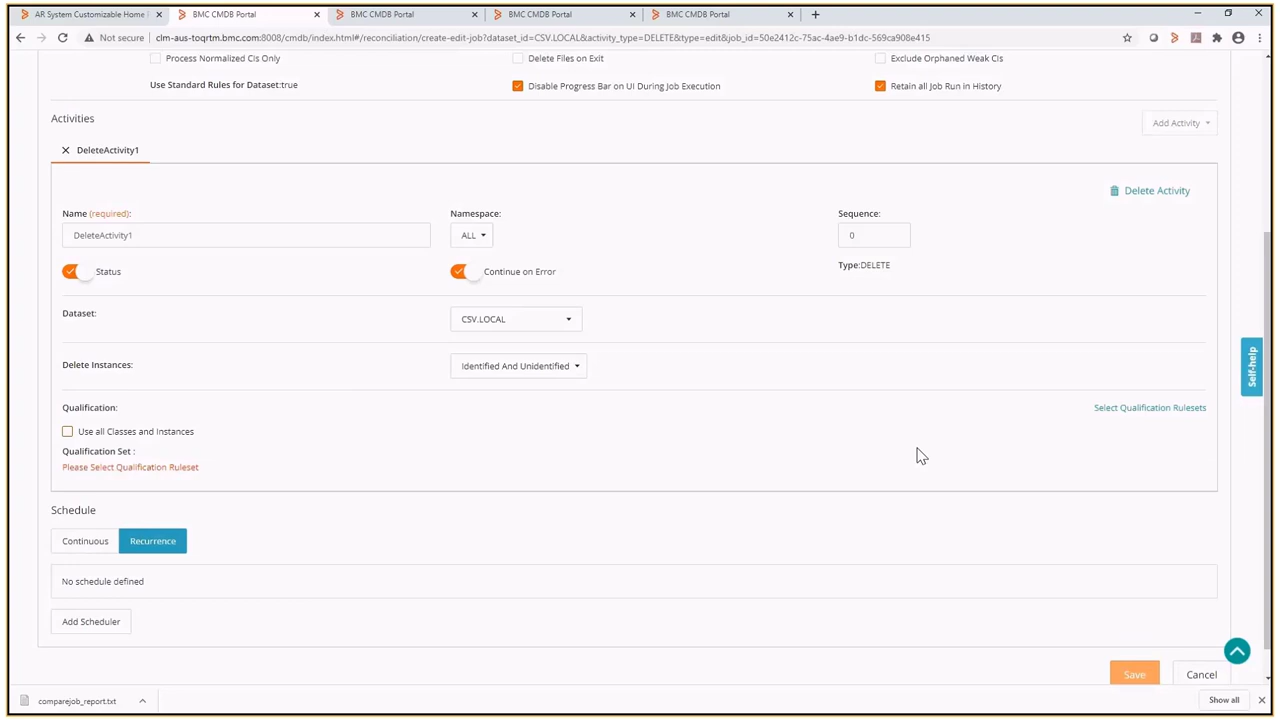 AR System Customizable Home
BMC CMDB Portal
BMC CMDB Portal
BMC CMDB Portal
BMC CMDB Portal
Not secure
clm-aus-toqrtm.bmc.com:8008/cmdb/index.html#/reconciliation/create-edit-job?dataset_id=CSV.LOCAL&activity_type=DELETE&type=edit&job_id=50e2412c-75ac-4ae9-b1dc-569ca908e415
Process Normalized CIs Only
Delete Files on Exit
Exclude Orphaned Weak CIs
Use Standard Rules for Dataset:true
Disable Progress Bar on UI During Job Execution
Retain all Job Run in History
Activities
Add Activity
DeleteActivity1
Delete Activity
Name (required):
Namespace:
Sequence:
DeleteActivity1
ALL
0
Status
Continue on Error
Type:DELETE
Dataset:
CSV.LOCAL
Self-help
Delete Instances:
Identified And Unidentified
Qualification:
Select Qualification Rulesets
Use all Classes and Instances
Qualification Set :
Please Select Qualification Ruleset
Schedule
Continuous
Recurrence
No schedule defined
Add Scheduler
Save
Cancel
comparejob_report.txt
Show all